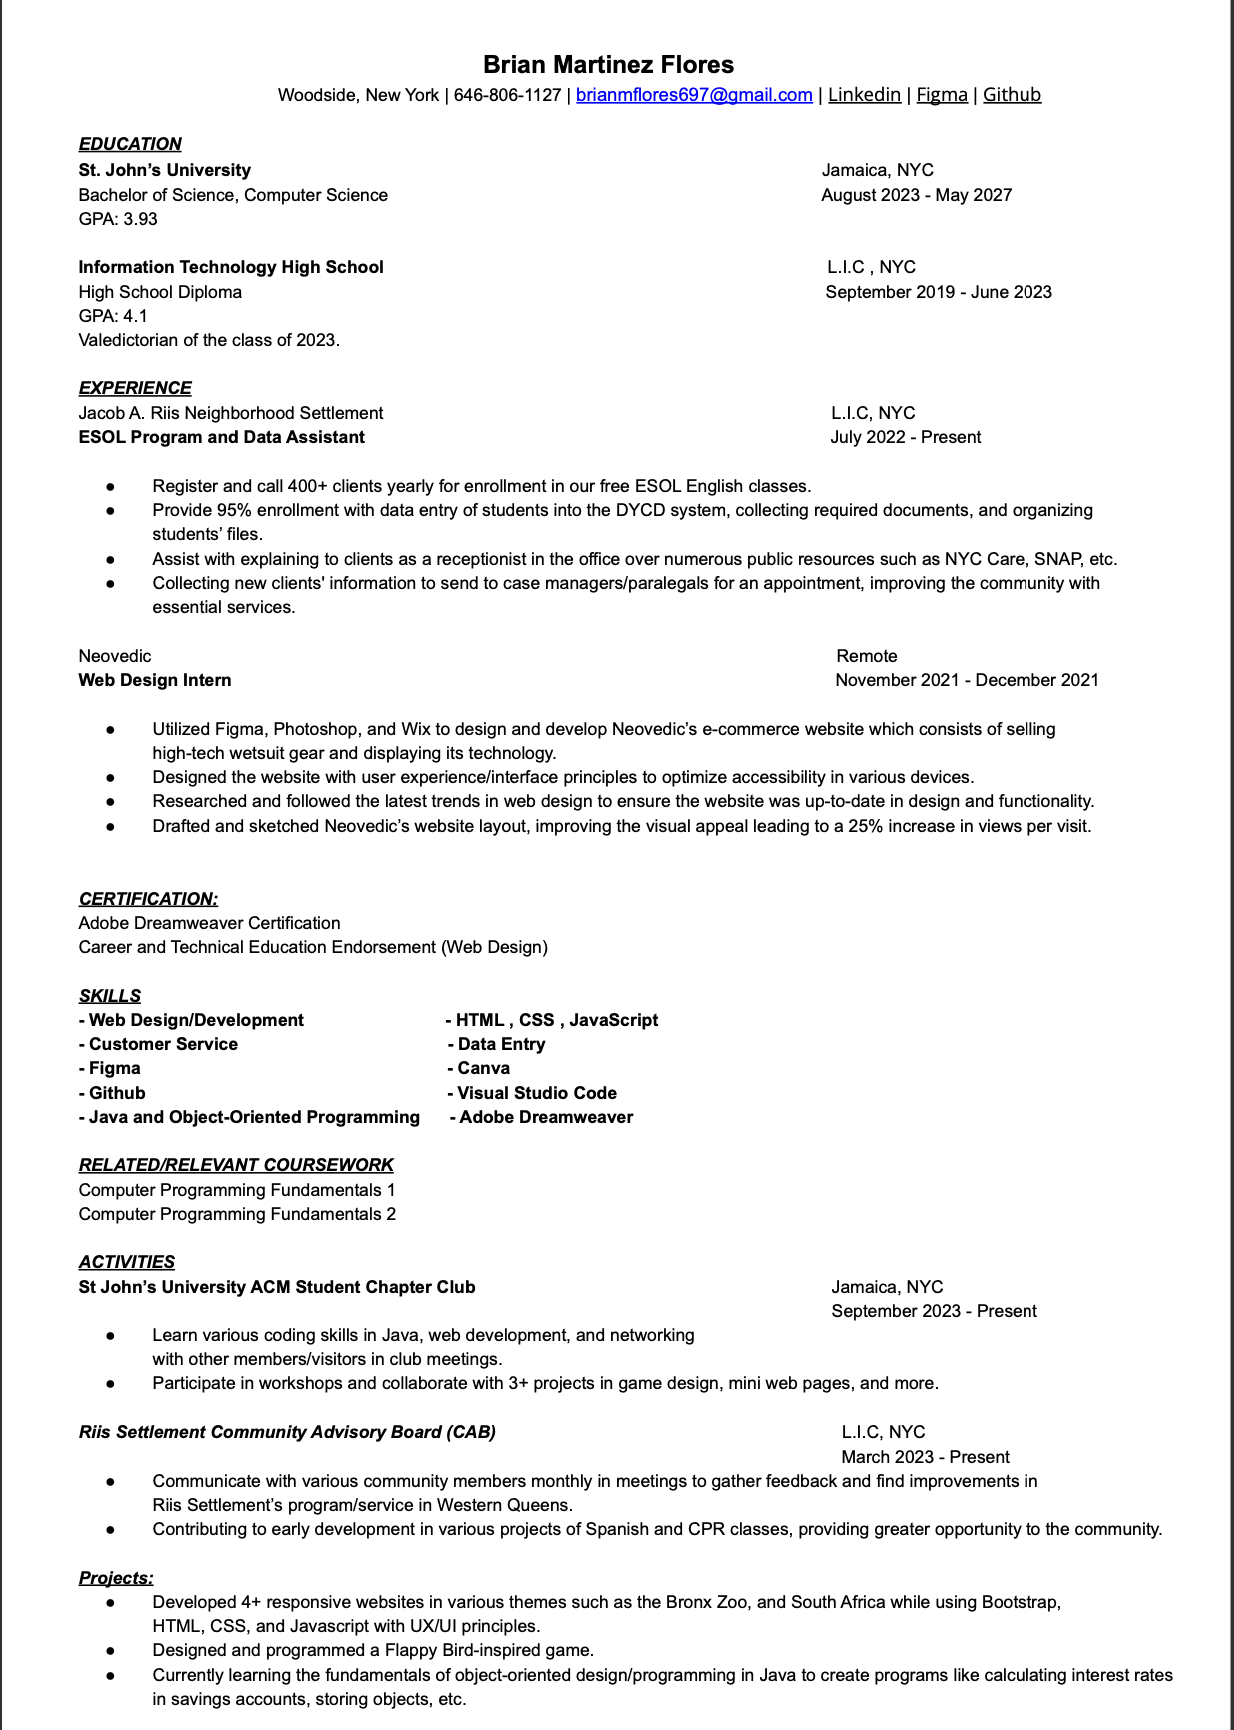 Brian Martinez Flores
Woodside, New York | 646-806-1127 | brianmflores697@gmail.com | Linkedin | Figma | Github
EDUCATION
St. John’s University Jamaica, NYC
Bachelor of Science, Computer Science August 2023 - May 2027
GPA: 3.93
Information Technology High School L.I.C , NYC
High School Diploma September 2019 - June 2023
GPA: 4.1
Valedictorian of the class of 2023.
EXPERIENCE
Jacob A. Riis Neighborhood Settlement L.I.C, NYC
ESOL Program and Data Assistant July 2022 - Present
● Register and call 400+ clients yearly for enrollment in our free ESOL English classes.
● Provide 95% enrollment with data entry of students into the DYCD system, collecting required documents, and organizing
students’ files.
● Assist with explaining to clients as a receptionist in the office over numerous public resources such as NYC Care, SNAP, etc.
● Collecting new clients' information to send to case managers/paralegals for an appointment, improving the community with
essential services.
Neovedic Remote
Web Design Intern November 2021 - December 2021
● Utilized Figma, Photoshop, and Wix to design and develop Neovedic’s e-commerce website which consists of selling
high-tech wetsuit gear and displaying its technology.
● Designed the website with user experience/interface principles to optimize accessibility in various devices.
● Researched and followed the latest trends in web design to ensure the website was up-to-date in design and functionality.
● Drafted and sketched Neovedic’s website layout, improving the visual appeal leading to a 25% increase in views per visit.
CERTIFICATION:
Adobe Dreamweaver Certification
Career and Technical Education Endorsement (Web Design)
SKILLS
- Web Design/Development - HTML , CSS , JavaScript
- Customer Service - Data Entry
- Figma - Canva
- Github - Visual Studio Code
- Java and Object-Oriented Programming - Adobe Dreamweaver
RELATED/RELEVANT COURSEWORK
Computer Programming Fundamentals 1
Computer Programming Fundamentals 2
ACTIVITIES
St John’s University ACM Student Chapter Club Jamaica, NYC
September 2023 - Present
● Learn various coding skills in Java, web development, and networking
with other members/visitors in club meetings.
● Participate in workshops and collaborate with 3+ projects in game design, mini web pages, and more.
Riis Settlement Community Advisory Board (CAB) L.I.C, NYC
March 2023 - Present
● Communicate with various community members monthly in meetings to gather feedback and find improvements in
Riis Settlement’s program/service in Western Queens.
● Contributing to early development in various projects of Spanish and CPR classes, providing greater opportunity to the community.
Projects:
● Developed 4+ responsive websites in various themes such as the Bronx Zoo, and South Africa while using Bootstrap,
HTML, CSS, and Javascript with UX/UI principles.
● Designed and programmed a Flappy Bird-inspired game.
● Currently learning the fundamentals of object-oriented design/programming in Java to create programs like calculating interest rates
in savings accounts, storing objects, etc.